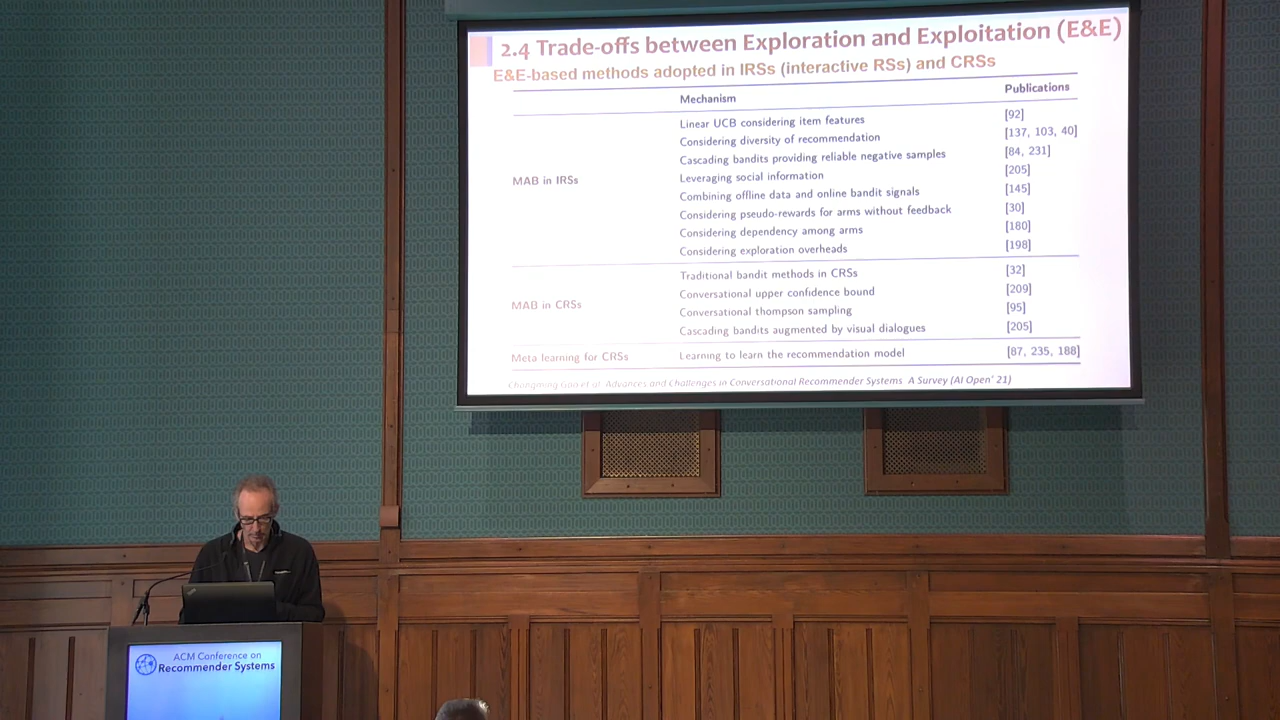 2.4 Trade-offs between Exploration and Exploitation (E&E)
E&E-based methods adopted in IRSs (interactive RSs) and CRSs
Mechanism Publications
MAB in IRSs
Linear UCB considering item features [92]
Considering diversity of recommendation [137, 103, 40]
Cascading bandits providing reliable negative samples [84, 231]
Leveraging social information [205]
Combining offline data and online bandit signals [145]
Considering pseudo-rewards for arms without feedback [30]
Considering dependency among arms [180]
Considering exploration overheads [198]
MAB in CRSs
Traditional bandit methods in CRSs [32]
Conversational upper confidence bound [209]
Conversational thompson sampling [95]
Cascading bandits augmented by visual dialogues [205]
Meta learning for CRSs Learning to learn the recommendation model [87, 235, 188]
Chongming Gao et al. Advances and Challenges in Conversational Recommender Systems A Survey (AI Open' 21)
ACM Conference on
Recommender Systems